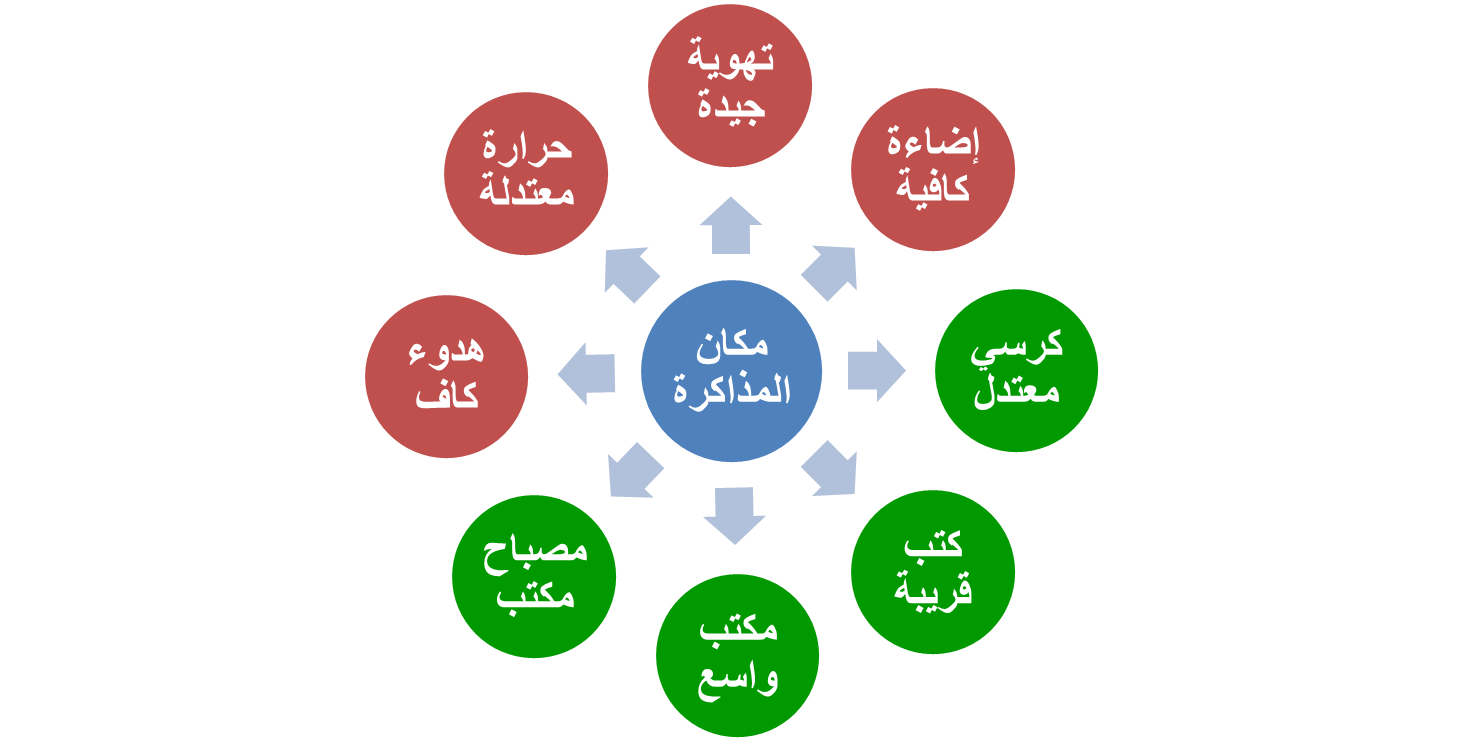 تهوية
جيدة
إضاءة
كافية
حرارة
معتدلة
مكان
المذاكرة
كرسي
معتدل
هدوء
كاف
كتب
قريبة
مصباح
مكتب
مكتب
واسع